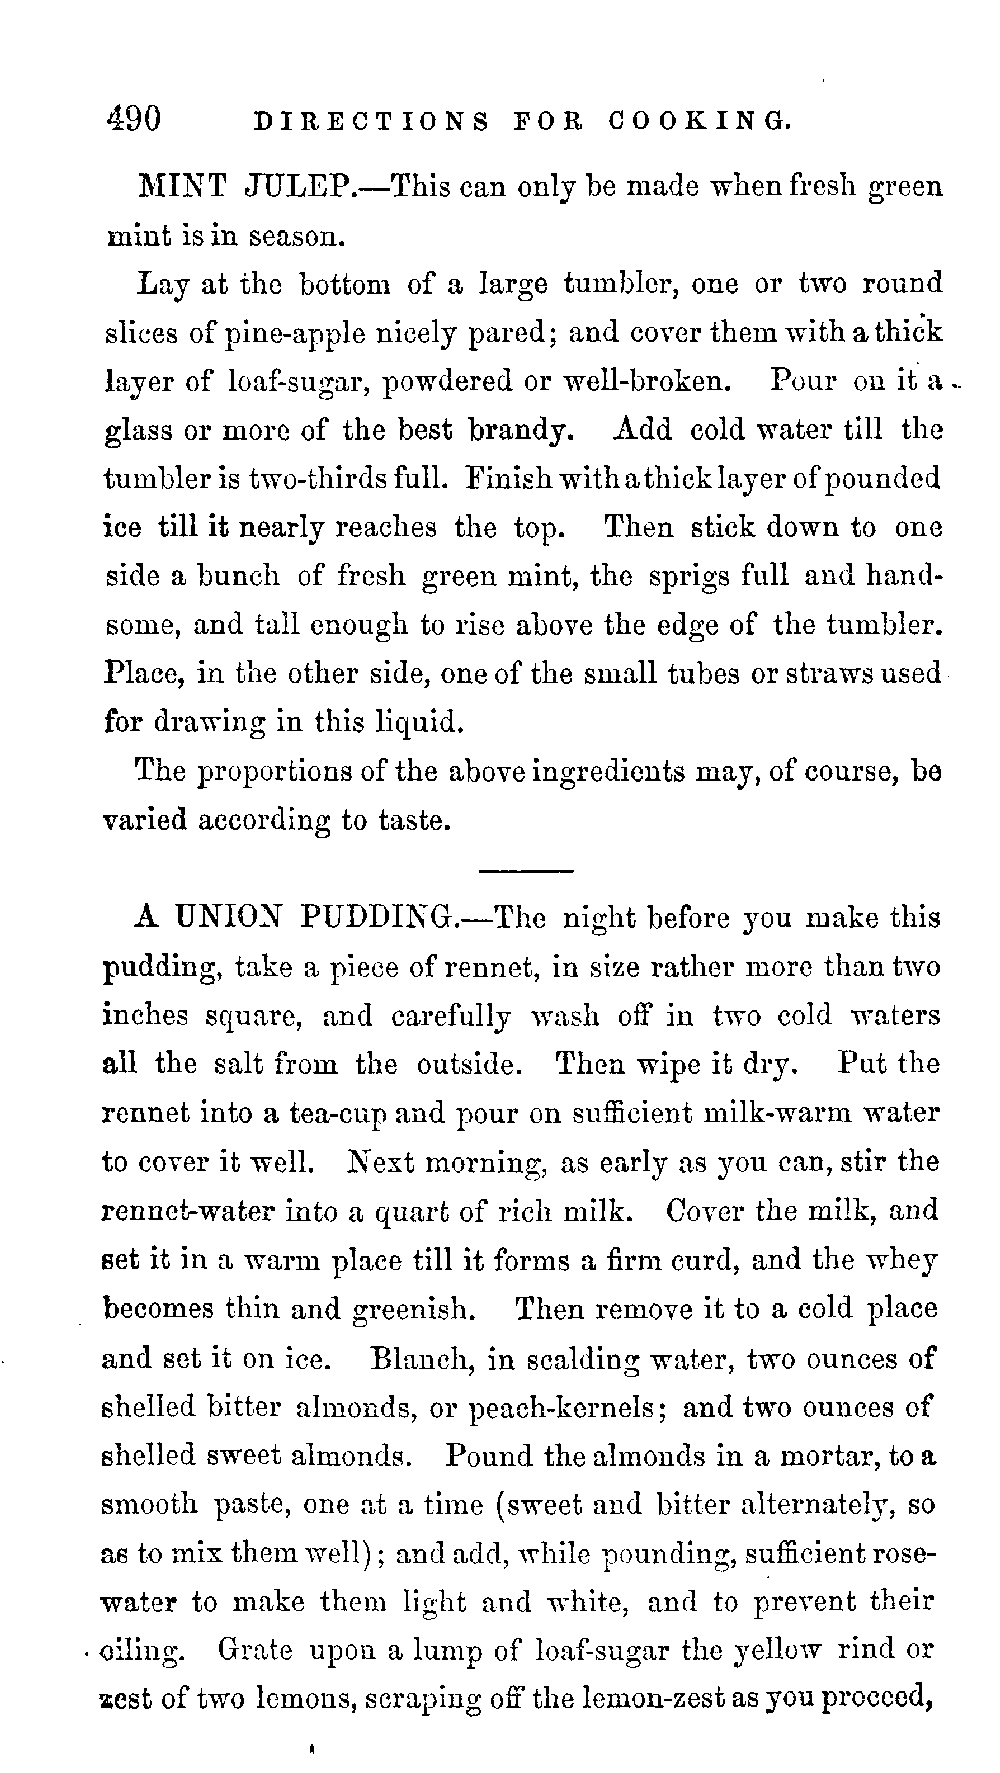 490 DIRECTIONS FOR COOKING.
MINT JULEP.—This can only be made when fresh green
mint is in season.
Lay at the bottom of a large tumbler, one or two round
slices of pine-apple nicely pared; and cover them with a thick
layer of loaf-sugar, powdered or well-broken. Pour on it a
glass or more of the best brandy. Add cold water till the
tumbler is two-thirds full. Finish with a thick layer of pounded
ice till it nearly reaches the top. Then stick down to one
side a bunch of fresh green mint, the sprigs full and hand-
some, and tall enough to rise above the edge of the tumbler.
Place, in the other side, one of the small tubes or straws used
for drawing in this liquid.
The proportions of the above ingredients may, of course, be
varied according to taste.
A UNION PUDDING.—The night before you make this
pudding, take a piece of rennet, in size rather more than two
inches square, and carefully wash off in two cold waters
all the salt from the outside. Then wipe it dry. Put the
rennet into a tea-cup and pour on sufficient milk-warm water
to cover it well. Next morning, as early as you can, stir the
rennet-water into a quart of rich milk. Cover the milk, and
set it in a warm place till it forms a firm curd, and the whey
becomes thin and greenish. Then remove it to a cold place
and set it on ice. Blanch, in scalding water, two ounces of
shelled bitter almonds, or peach-kernels; and two ounces of
shelled sweet almonds. Pound the almonds in a mortar, to a
smooth paste, one at a time (sweet and bitter alternately, so
as to mix them well); and add, while pounding, sufficient rose-
water to make them light and white, and to prevent their
oiling. Grate upon a lump of loaf-sugar the yellow rind or
zest of two lemons, scraping off the lemon-zest as you proceed,